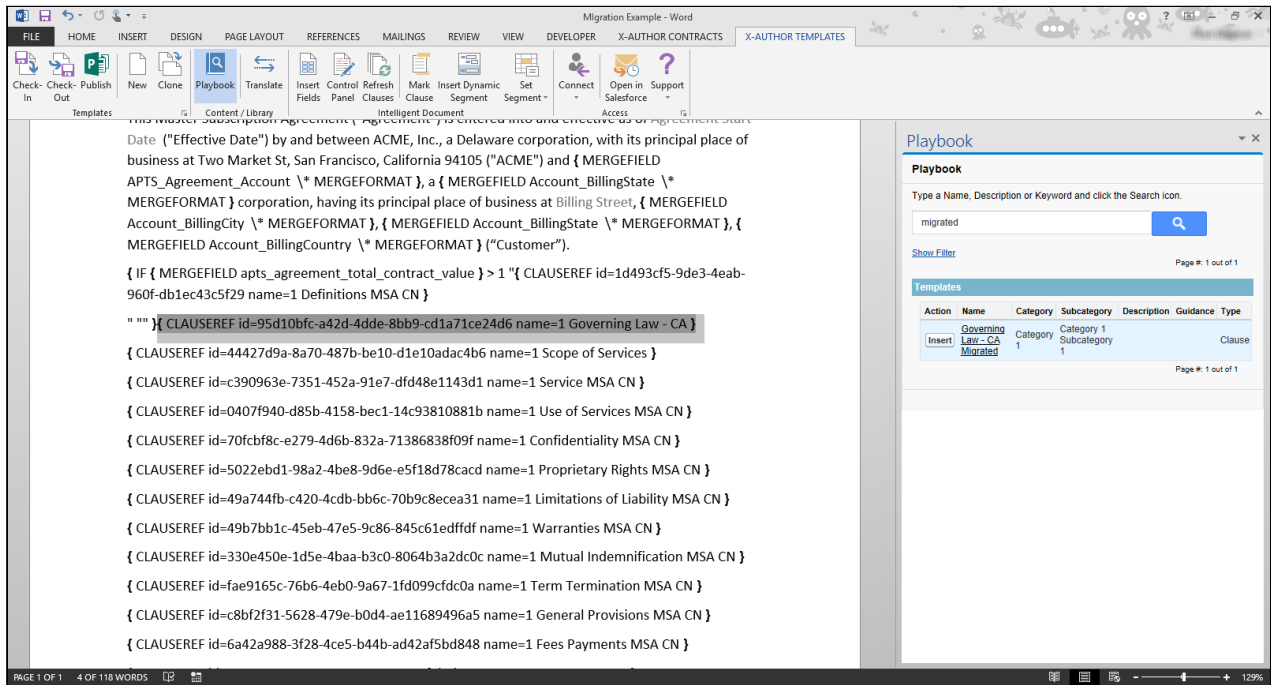 MIgration Example - Word
?
FILE HOME INSERT DESIGN PAGE LAYOUT REFERENCES MAILINGS REVIEW VIEW DEVELOPER X-AUTHOR CONTRACTS X-AUTHOR TEMPLATES
Check- Check- Publish New Clone Playbook Translate Insert Control Refresh Mark Insert Dynamic Set Connect Open in Support
In Out Fields Panel Clauses Clause Segment Segment Salesforce
Templates Content / Library Intelligent Document Access
This Master Subscription Agreement ("Agreement") is entered into and effective as of Agreement Start
Date ("Effective Date") by and between ACME, Inc., a Delaware corporation, with its principal place of
business at Two Market St, San Francisco, California 94105 ("ACME") and { MERGEFIELD
APTS_Agreement_Account \* MERGEFORMAT }, a { MERGEFIELD Account_BillingState \*
MERGEFORMAT } corporation, having its principal place of business at Billing Street, { MERGEFIELD
Account_BillingCity \* MERGEFORMAT }, { MERGEFIELD Account_BillingState \* MERGEFORMAT }, {
MERGEFIELD Account_BillingCountry \* MERGEFORMAT } (“Customer”).
{ IF { MERGEFIELD apts_agreement_total_contract_value } > 1 "{ CLAUSEREF id=1d493cf5-9de3-4eab-
960f-db1ec43c5f29 name=1 Definitions MSA CN }
" "" }{ CLAUSEREF id=95d10bfc-a42d-4dde-8bb9-cd1a71ce24d6 name=1 Governing Law - CA }
{ CLAUSEREF id=44427d9a-8a70-487b-be10-d1e10adac4b6 name=1 Scope of Services }
{ CLAUSEREF id=c390963e-7351-452a-91e7-dfd48e1143d1 name=1 Service MSA CN }
{ CLAUSEREF id=0407f940-d85b-4158-bec1-14c93810881b name=1 Use of Services MSA CN }
{ CLAUSEREF id=70fcbf8c-e279-4d6b-832a-71386838f09f name=1 Confidentiality MSA CN }
{ CLAUSEREF id=5022ebd1-98a2-4be8-9d6e-e5f18d78cacd name=1 Proprietary Rights MSA CN }
{ CLAUSEREF id=49a744fb-c420-4cdb-bb6c-70b9c8ecea31 name=1 Limitations of Liability MSA CN }
{ CLAUSEREF id=49b7bb1c-45eb-47e5-9c86-845c61edffdf name=1 Warranties MSA CN }
{ CLAUSEREF id=330e450e-1d5e-4baa-b3c0-8064b3a2dc0c name=1 Mutual Indemnification MSA CN }
{ CLAUSEREF id=fae9165c-76b6-4eb0-9a67-1fd099cfdc0a name=1 Term Termination MSA CN }
{ CLAUSEREF id=c8bf2f31-5628-479e-b0d4-ae11689496a5 name=1 General Provisions MSA CN }
{ CLAUSEREF id=6a42a988-3f28-4ce5-b44b-ad42af5bd848 name=1 Fees Payments MSA CN }
Playbook
Playbook
Type a Name, Description or Keyword and click the Search icon.
migrated
Show Filter
Page #: 1 out of 1
Templates
Action Name Category Subcategory Description Guidance Type
Insert Governing Law - CA Migrated Category 1 Category 1 Subcategory 1 Clause
Page #: 1 out of 1
PAGE 1 OF 1 4 OF 118 WORDS 129%